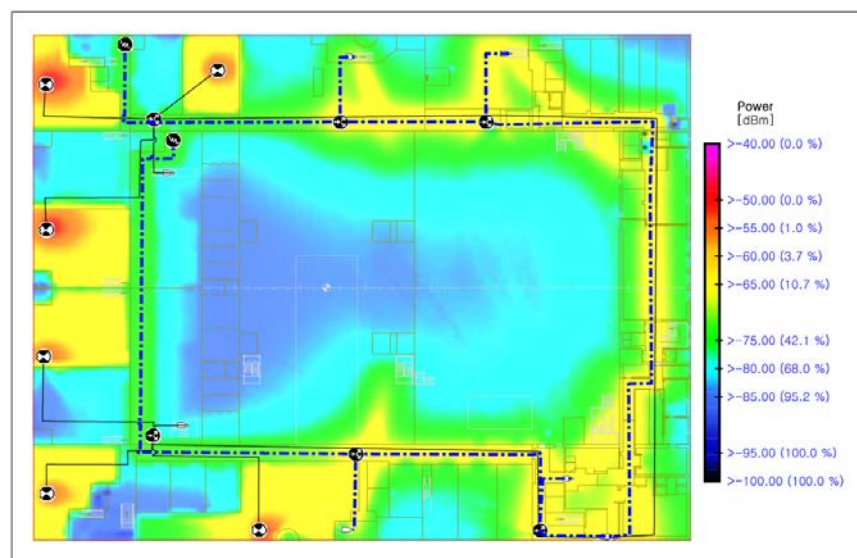 Power
[dBm]
>-40.00 (0.0 %)
>-50.00 (0.0 %)
>-55.00 (1.0 %)
>-60.00 (3.7 %)
>-65.00 (10.7 %)
>-75.00 (42.1 %)
>-80.00 (68.0 %)
>-85.00 (95.2 %)
>-95.00 (100.0 %)
>-100.00 (100.0 %)